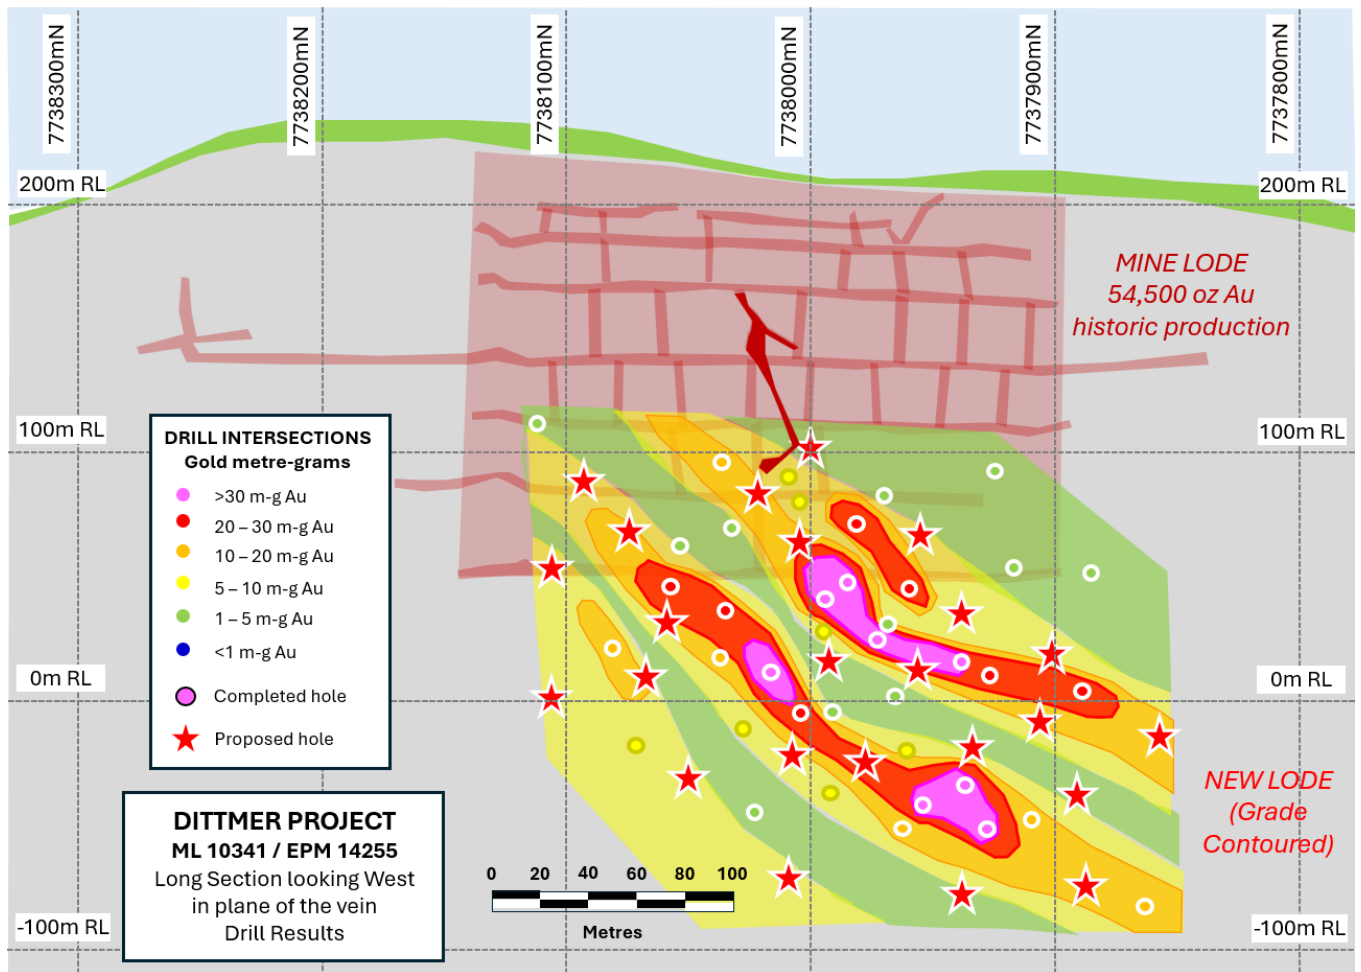 7738300mN
7738200mN
7738100mN
7738000mN
7737900mN
7737800mN
200m RL
200m RL
MINE LODE
54,500 oz Au
historic production
100m RL
100m RL
DRILL INTERSECTIONS
Gold metre-grams
>30 m-g Au
20 – 30 m-g Au
10 – 20 m-g Au
5 – 10 m-g Au
1 – 5 m-g Au
<1 m-g Au
Completed hole
Proposed hole
0m RL
0m RL
NEW LODE
(Grade
Contoured)
DITTMER PROJECT
ML 10341 / EPM 14255
Long Section looking West
in plane of the vein
Drill Results
0 20 40 60 80 100
Metres
-100m RL
-100m RL